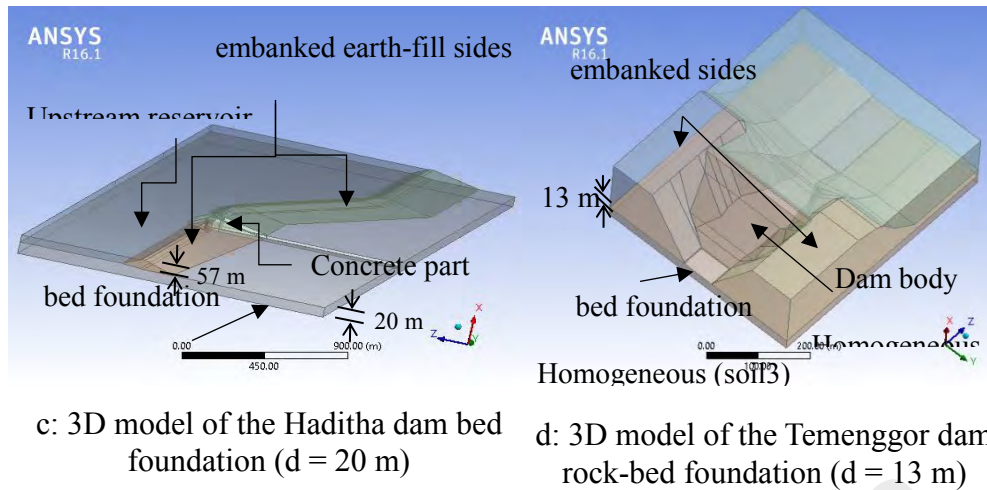 ANSYS
R16.1
embanked earth-fill sides
Upstream reservoir
57 m
Concrete part
bed foundation
20 m
Z
X
Y
0.00
900.00 (m)
450.00
c: 3D model of the Haditha dam bed
foundation (d = 20 m)
ANSYS
R16.1
embanked sides
13 m
Dam body
bed foundation
Homogeneous
X
Z
Y
0.00
200.00
100.00
Homogeneous (soil3)
d: 3D model of the Temenggor dam
rock-bed foundation (d = 13 m)